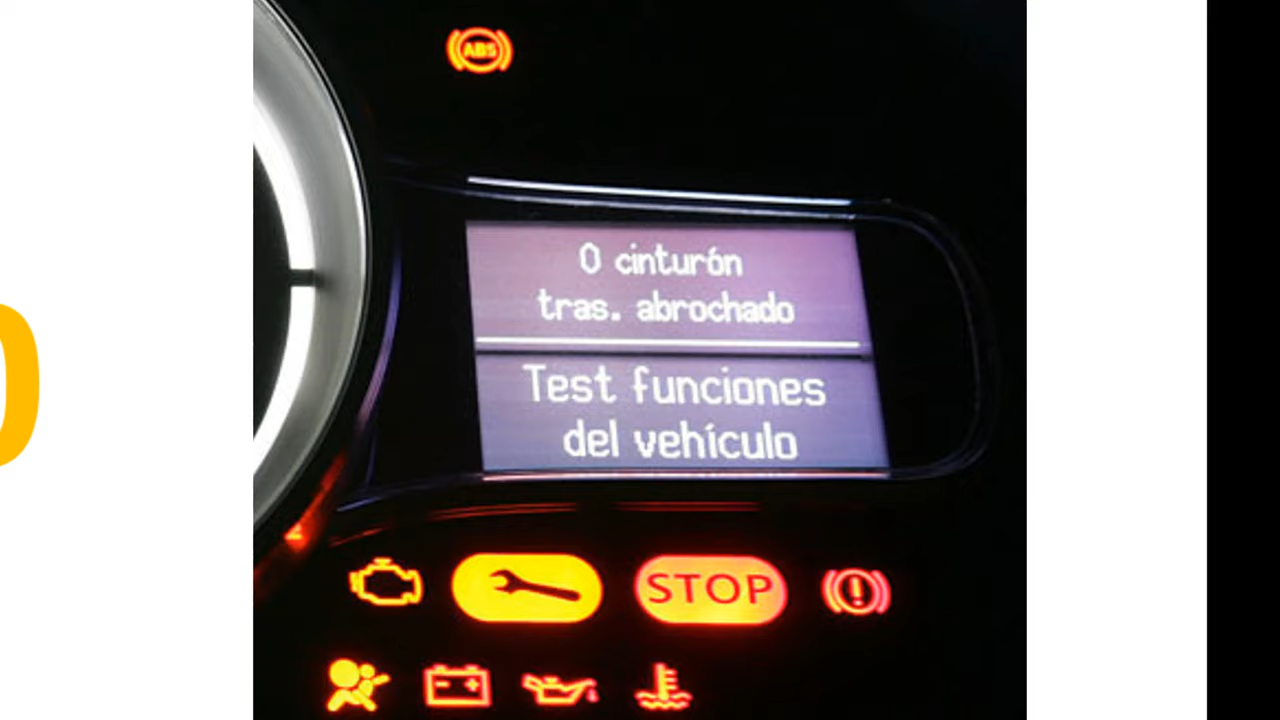 ABS
0 cinturón
tras. abrochado
Test funciones
del vehículo
STOP